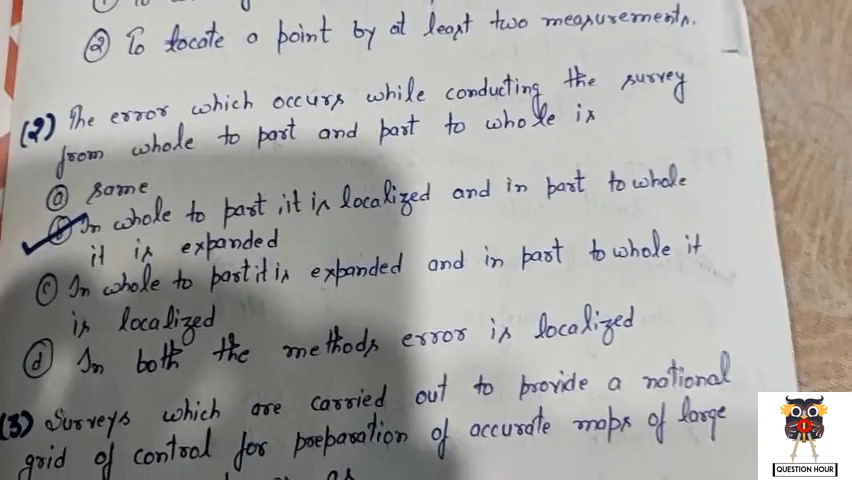 ② To locate a point by at least two measurements.
(2) The error which occurs while conducting the survey
from whole to part and part to whole is
ⓐ same
ⓑ In whole to part, it is localized and in part to whole
it is expanded
ⓒ In whole to part it is expanded and in part to whole it
is localized
ⓓ In both the methods error is localized
(3) Surveys which are carried out to provide a national
grid of control for preparation of accurate maps of large
as
QUESTION HOUR